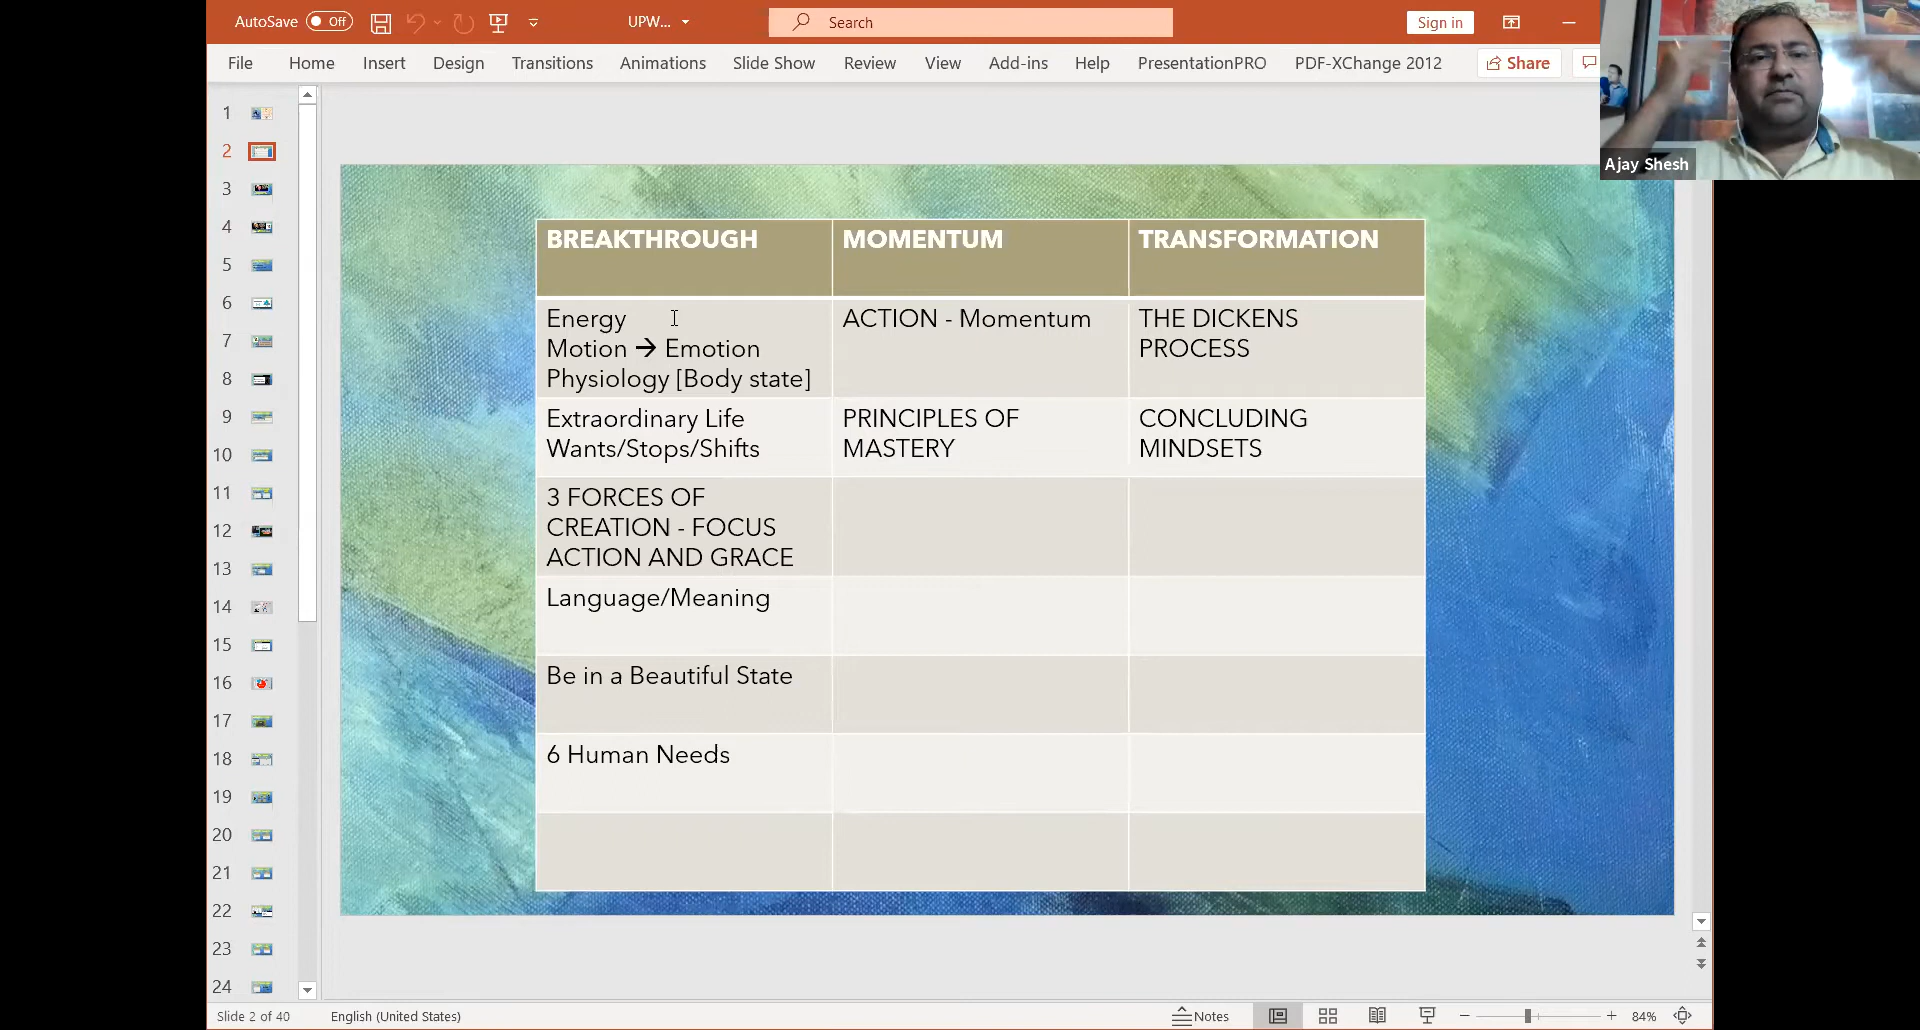 AutoSave Off
UPW...
Search
Sign in
File Home Insert Design Transitions Animations Slide Show Review View Add-ins Help PresentationPRO PDF-XChange 2012 Share
Ajay Shesh
1
2
3
4
5
6
7
8
9
10
11
12
13
14
15
16
17
18
19
20
21
22
23
24
BREAKTHROUGH MOMENTUM TRANSFORMATION
Energy
Motion → Emotion
Physiology [Body state]
ACTION - Momentum
THE DICKENS
PROCESS
Extraordinary Life
Wants/Stops/Shifts
PRINCIPLES OF
MASTERY
CONCLUDING
MINDSETS
3 FORCES OF
CREATION - FOCUS
ACTION AND GRACE
Language/Meaning
Be in a Beautiful State
6 Human Needs
Slide 2 of 40 English (United States) Notes 84%